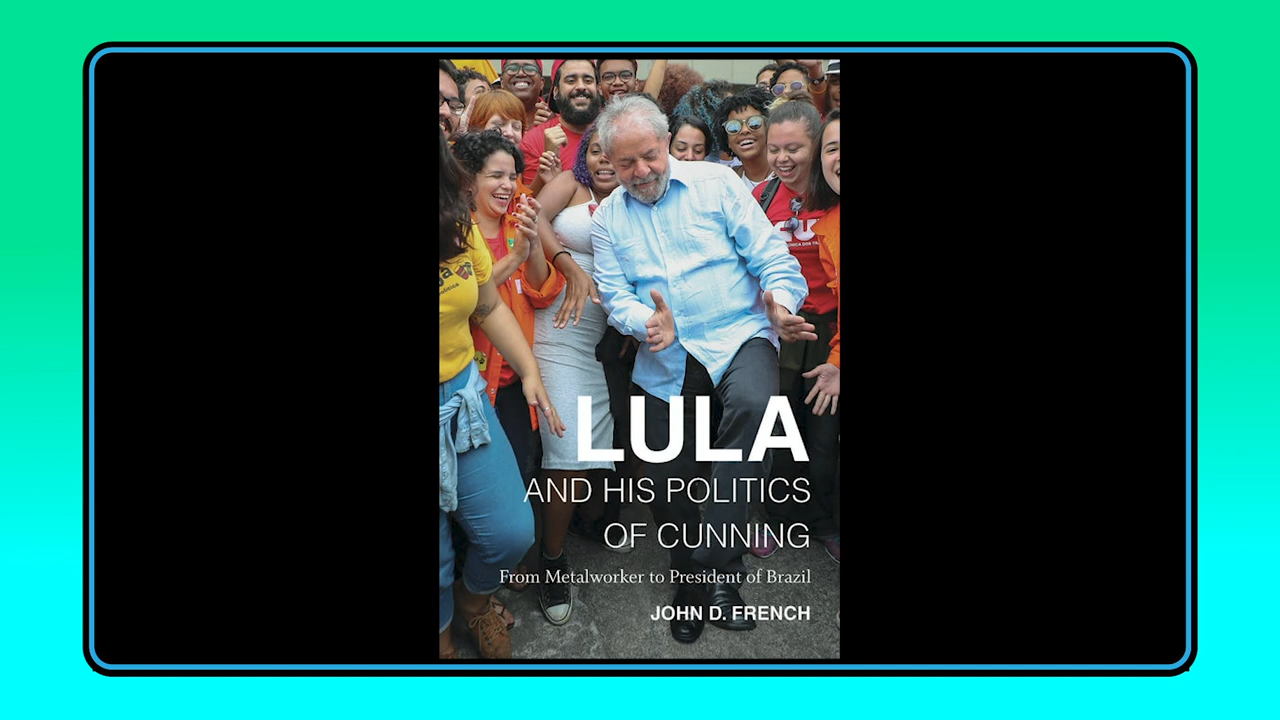 LULA
AND HIS POLITICS
OF CUNNING
From Metalworker to President of Brazil
JOHN D. FRENCH